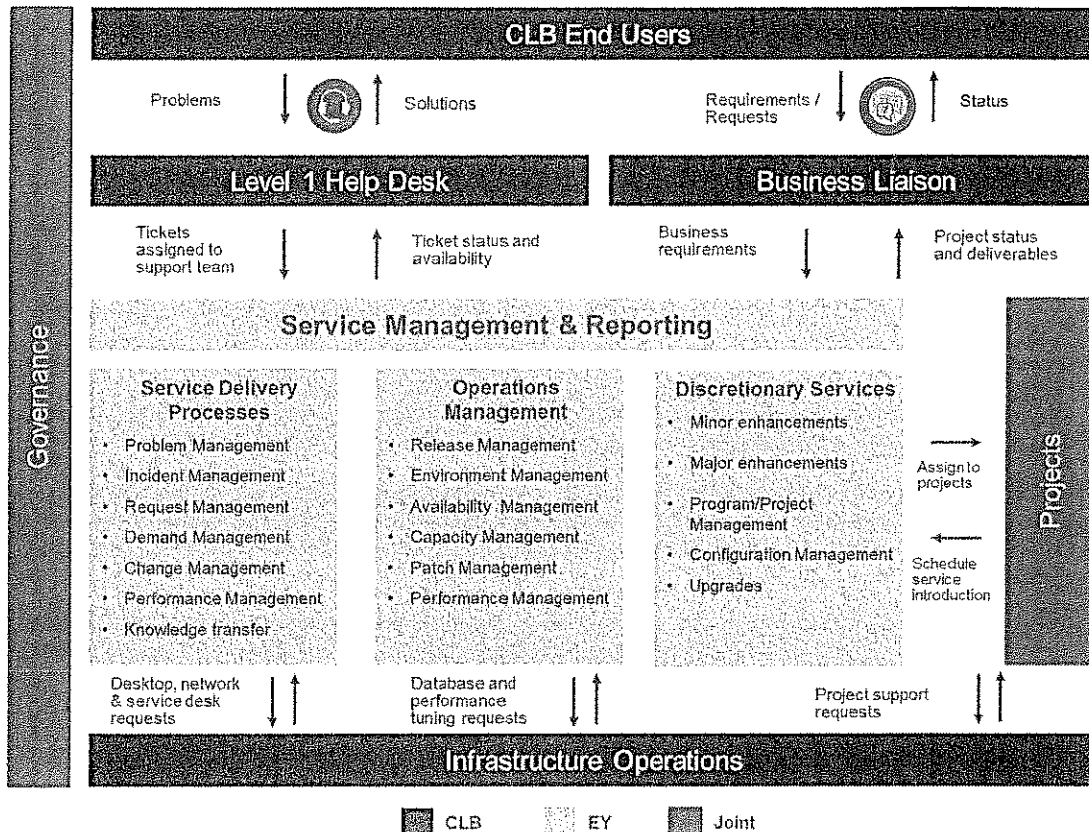 CLB End Users
Problems
Solutions
Requirements /
Requests
Status
Level 1 Help Desk
Business Liaison
Tickets
assigned to
support team
Ticket status and
availability
Business
requirements
Project status
and deliverables
Governance
Service Management & Reporting
Service Delivery
Processes
• Problem Management
• Incident Management
• Request Management
• Demand Management
• Change Management
• Performance Management
• Knowledge transfer
Operations
Management
• Release Management
• Environment Management
• Availability Management
• Capacity Management
• Patch Management
• Performance Management
Discretionary Services
• Minor enhancements
• Major enhancements
• Program/Project
Management
• Configuration Management
• Upgrades
Assign to
projects
Schedule
service
introduction
Projects
Desktop, network
& service desk
requests
Database and
performance
tuning requests
Project support
requests
Infrastructure Operations
CLB
EY
Joint